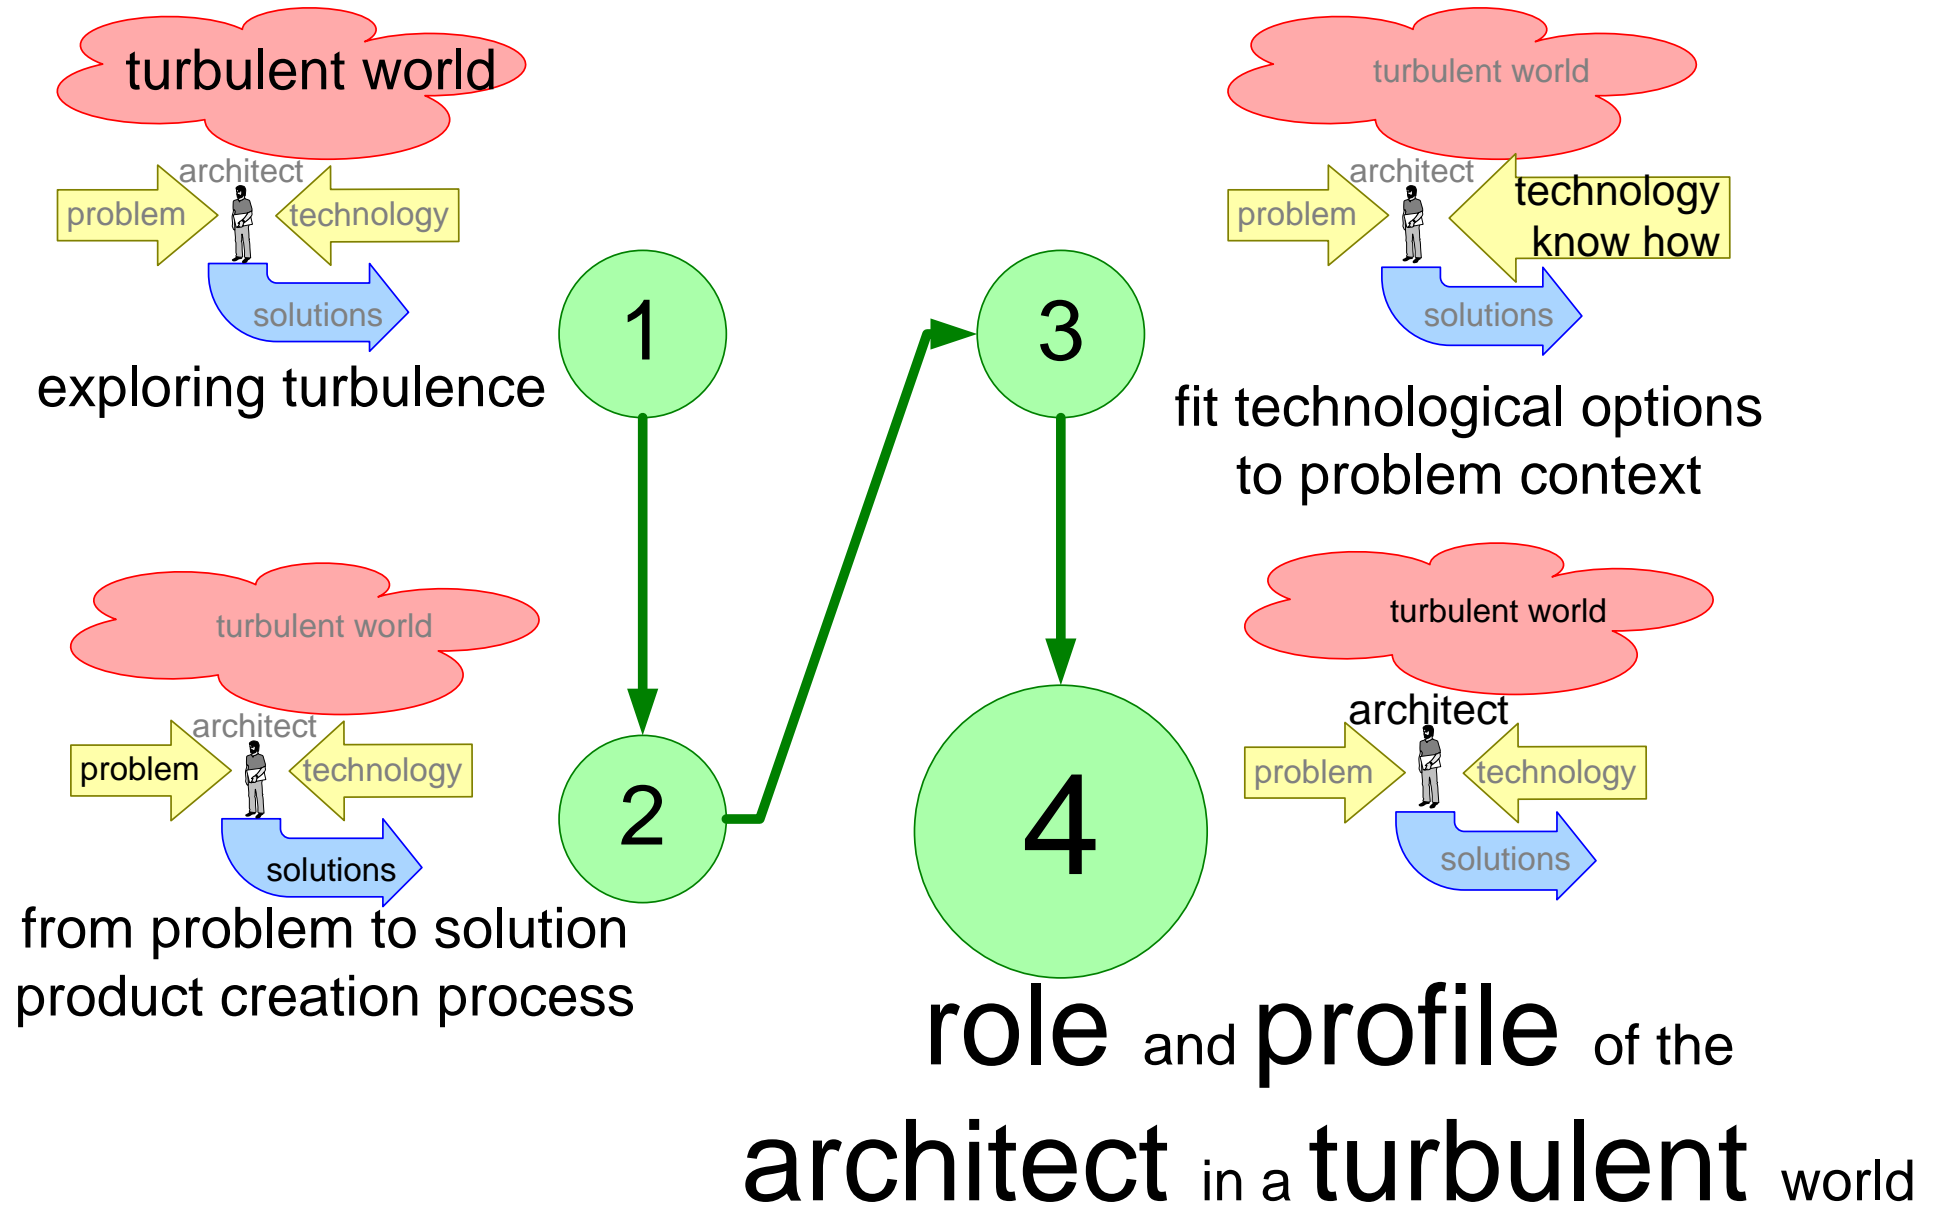 turbulent world
architect
problem
technology
solutions
exploring turbulence
1
turbulent world
architect
problem
technology
solutions
from problem to solution
product creation process
2
turbulent world
architect
problem
technology
know how
solutions
fit technological options
to problem context
3
turbulent world
architect
problem
technology
solutions
4
role and profile of the
architect in a turbulent world